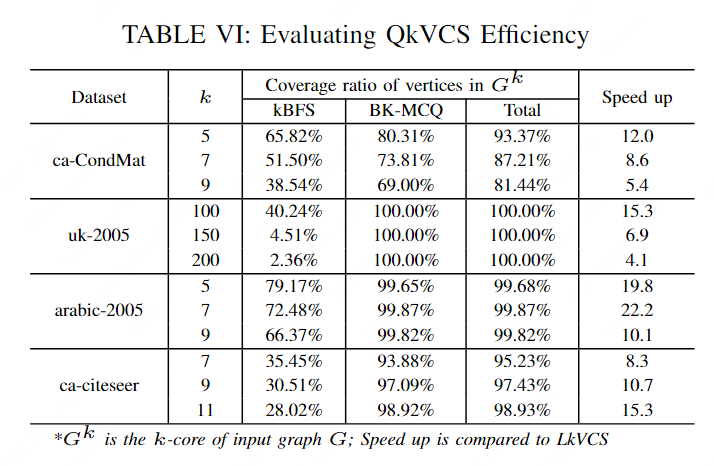 TABLE VI: Evaluating QkVCS Efficiency
Dataset k Coverage ratio of vertices in G^k Speed up
kBFS BK-MCQ Total
ca-CondMat
5 65.82% 80.31% 93.37% 12.0
7 51.50% 73.81% 87.21% 8.6
9 38.54% 69.00% 81.44% 5.4
uk-2005
100 40.24% 100.00% 100.00% 15.3
150 4.51% 100.00% 100.00% 6.9
200 2.36% 100.00% 100.00% 4.1
arabic-2005
5 79.17% 99.65% 99.68% 19.8
7 72.48% 99.87% 99.87% 22.2
9 66.37% 99.82% 99.82% 10.1
ca-citeseer
7 35.45% 93.88% 95.23% 8.3
9 30.51% 97.09% 97.43% 10.7
11 28.02% 98.92% 98.93% 15.3
*G^k is the k-core of input graph G; Speed up is compared to LkVCS